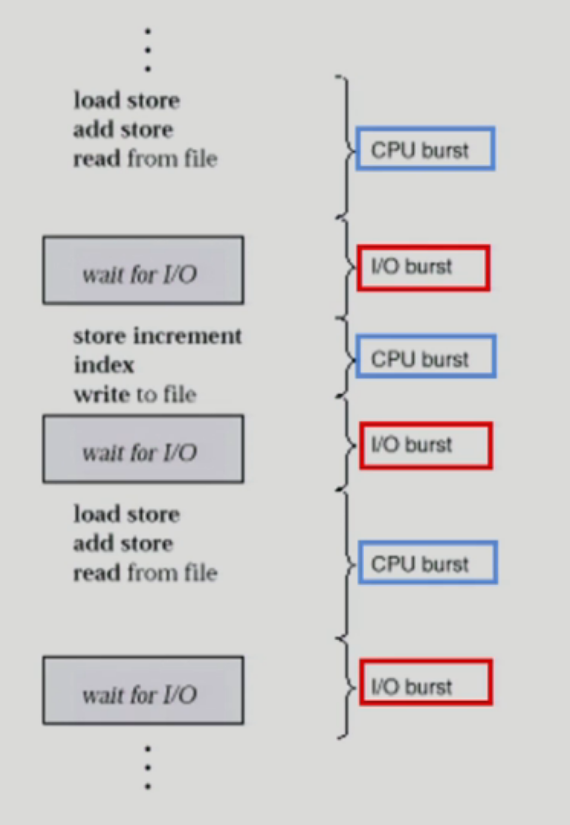 load store
add store
read from file
CPU burst
wait for I/O
I/O burst
store increment
index
write to file
CPU burst
wait for I/O
I/O burst
load store
add store
read from file
CPU burst
wait for I/O
I/O burst